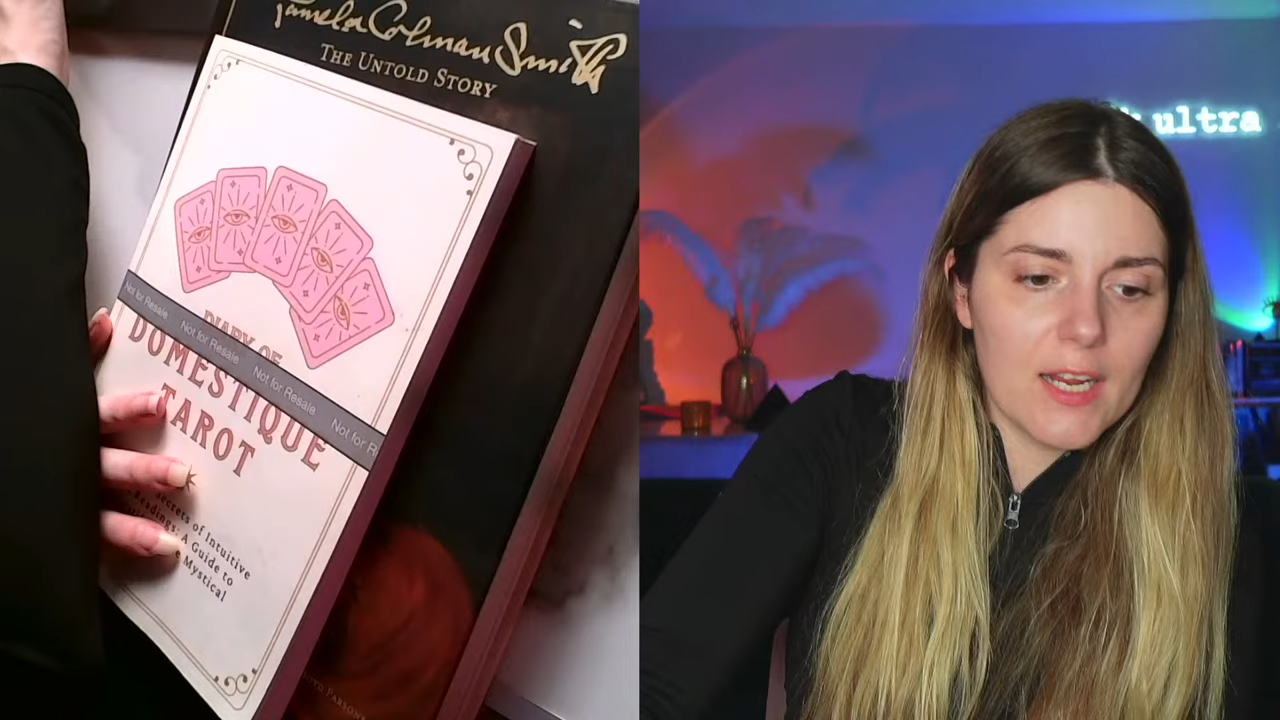 Pamela Colman Smith
THE UNTOLD STORY
Not for Resale Not for Resale Not for Resale Not for R
DIARY OF
DOMESTIQUE
TAROT
Secrets of Intuitive
Readings: A Guide to
Mystical
PARSONS
ultra